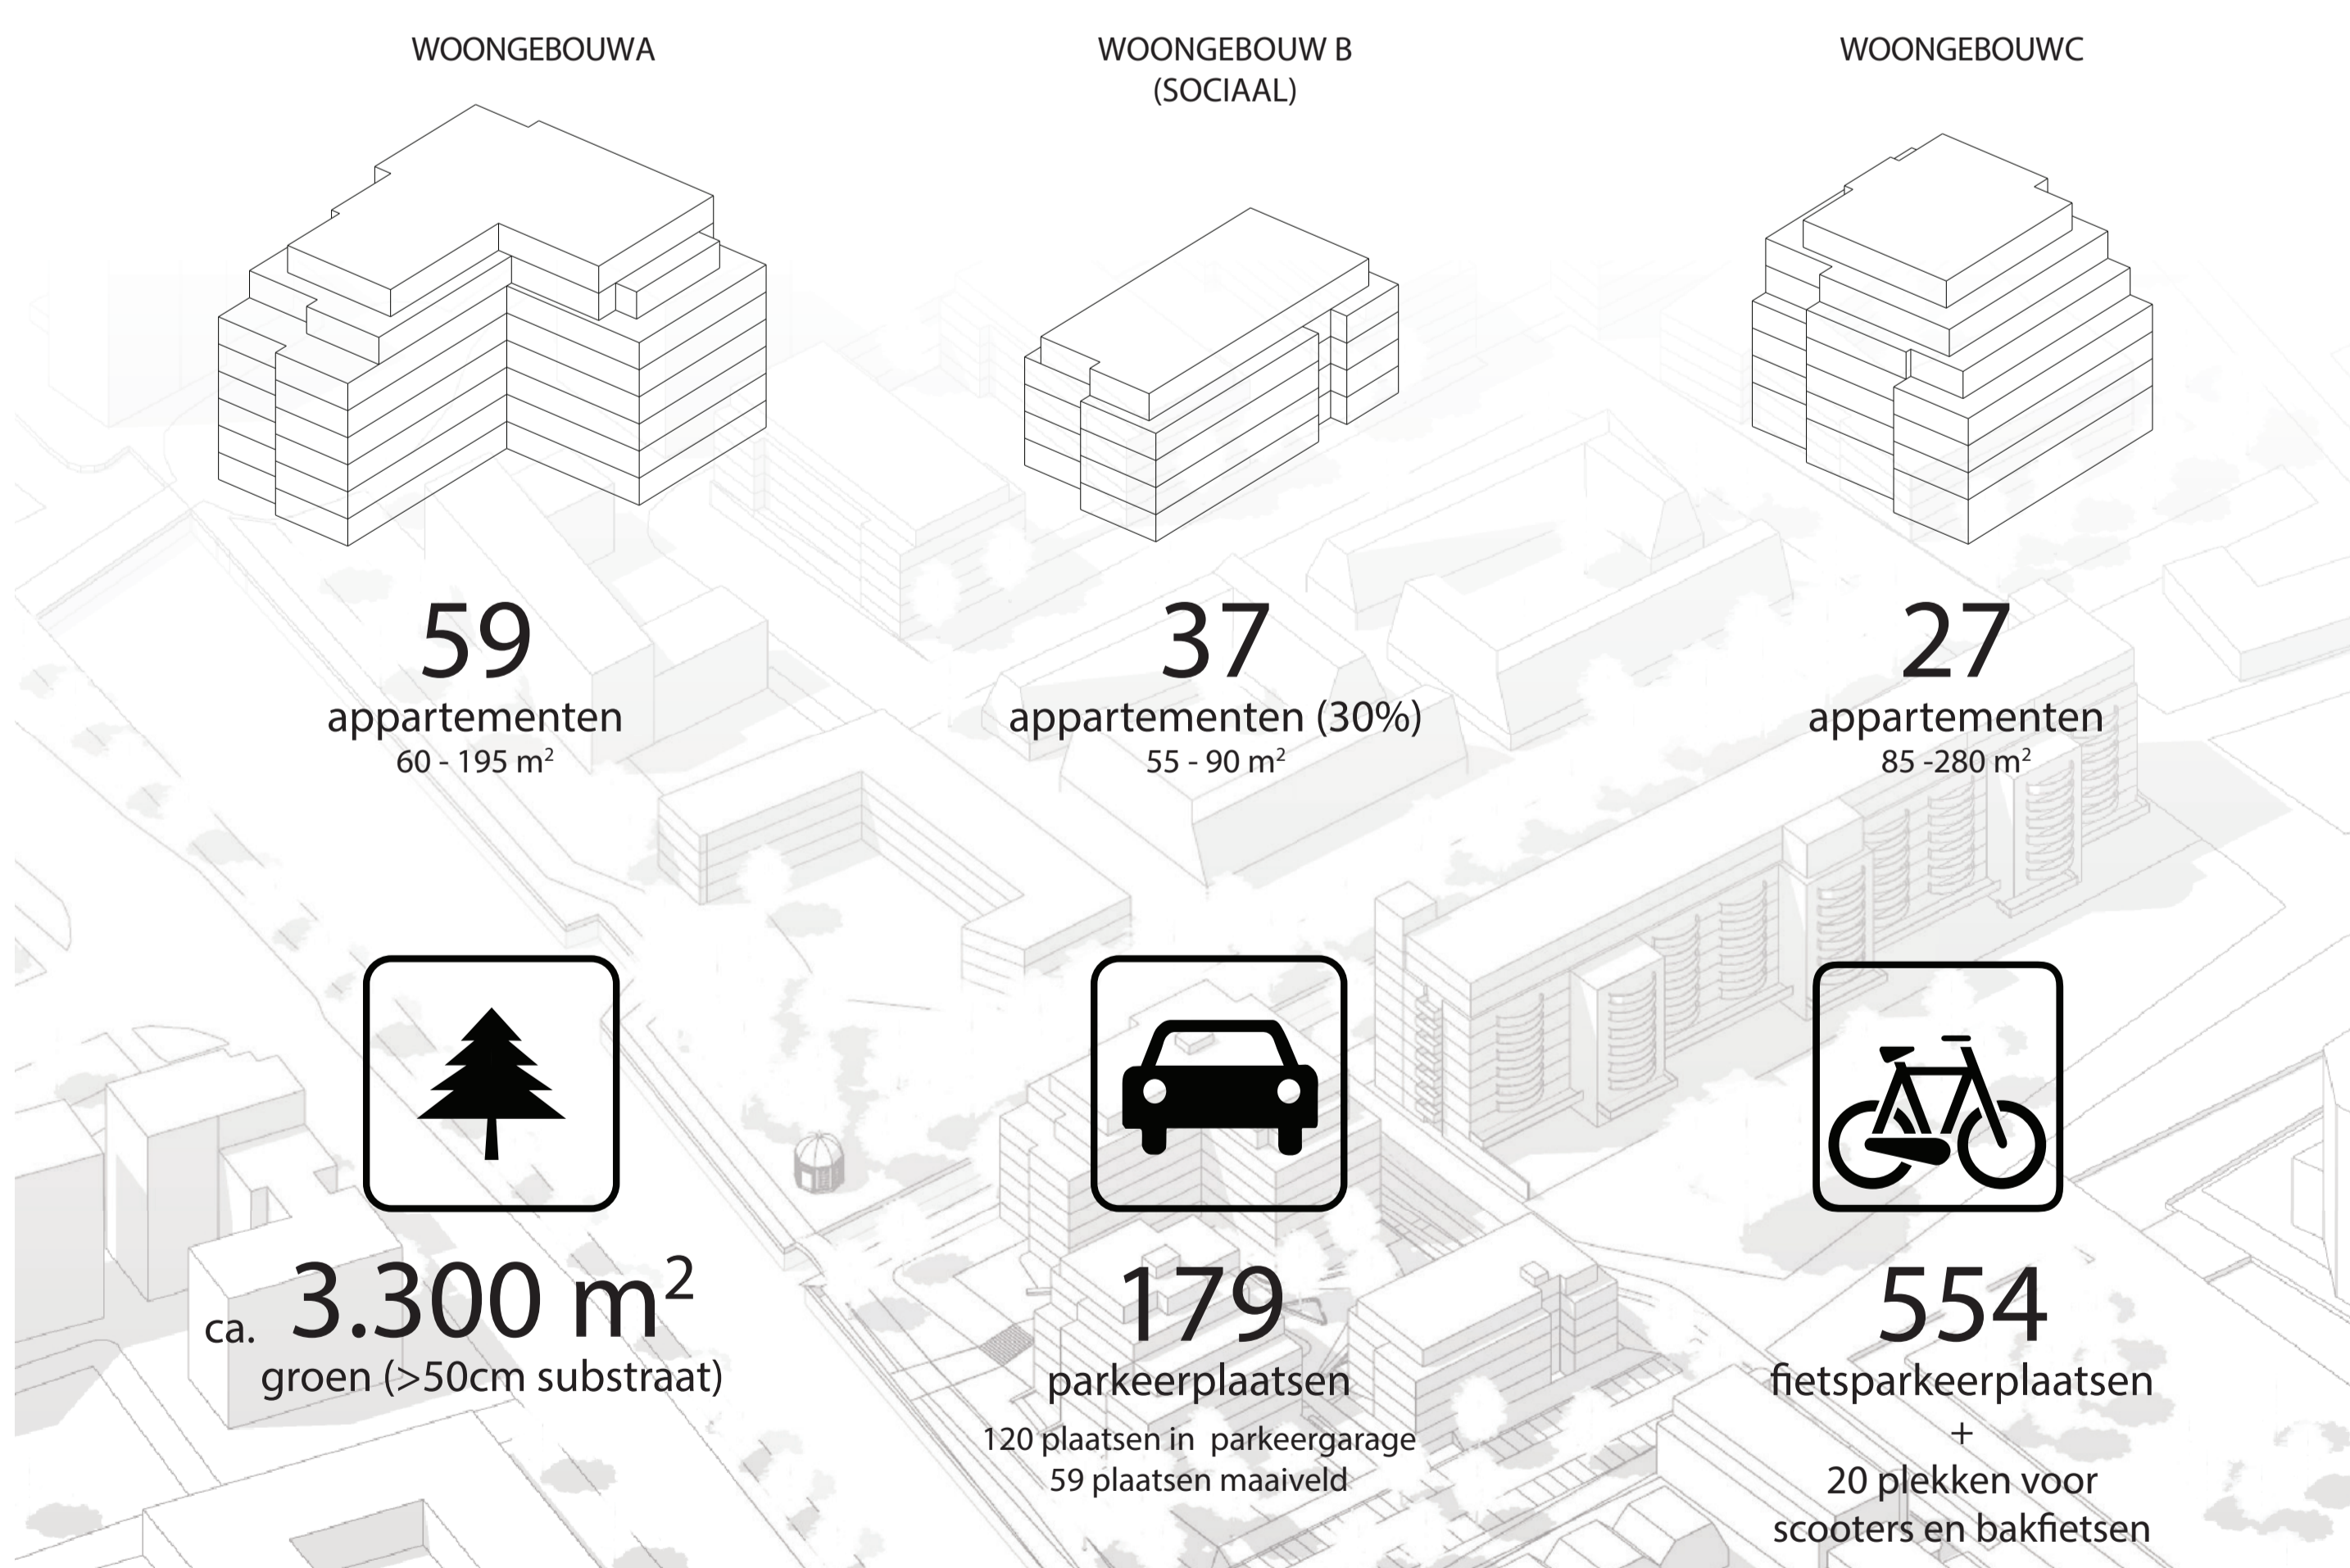 WOONGEBOUWA
WOONGEBOUW B
(SOCIAAL)
WOONGEBOUWC
59
appartementen
60 - 195 m²
37
appartementen (30%)
55 - 90 m²
27
appartementen
85 -280 m²
ca. 3.300 m²
groen (>50cm substraat)
179
parkeerplaatsen
120 plaatsen in parkeergarage
59 plaatsen maaiveld
554
fietsparkeerplaatsen
+
20 plekken voor
scooters en bakfietsen